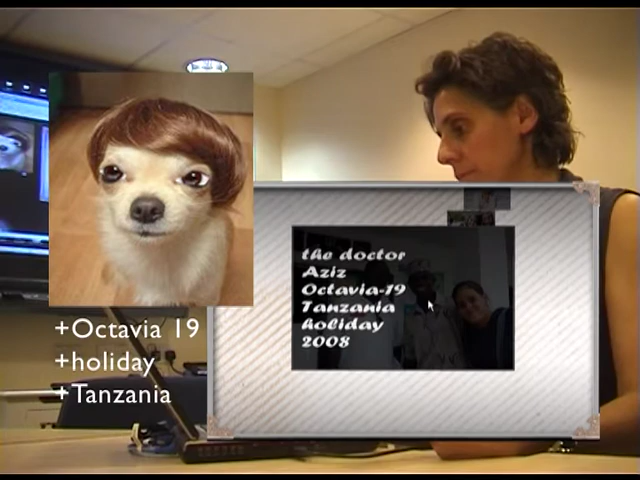 the doctor
Aziz
Octavia-19
Tanzania
holiday
2008
+Octavia 19
+holiday
+Tanzania